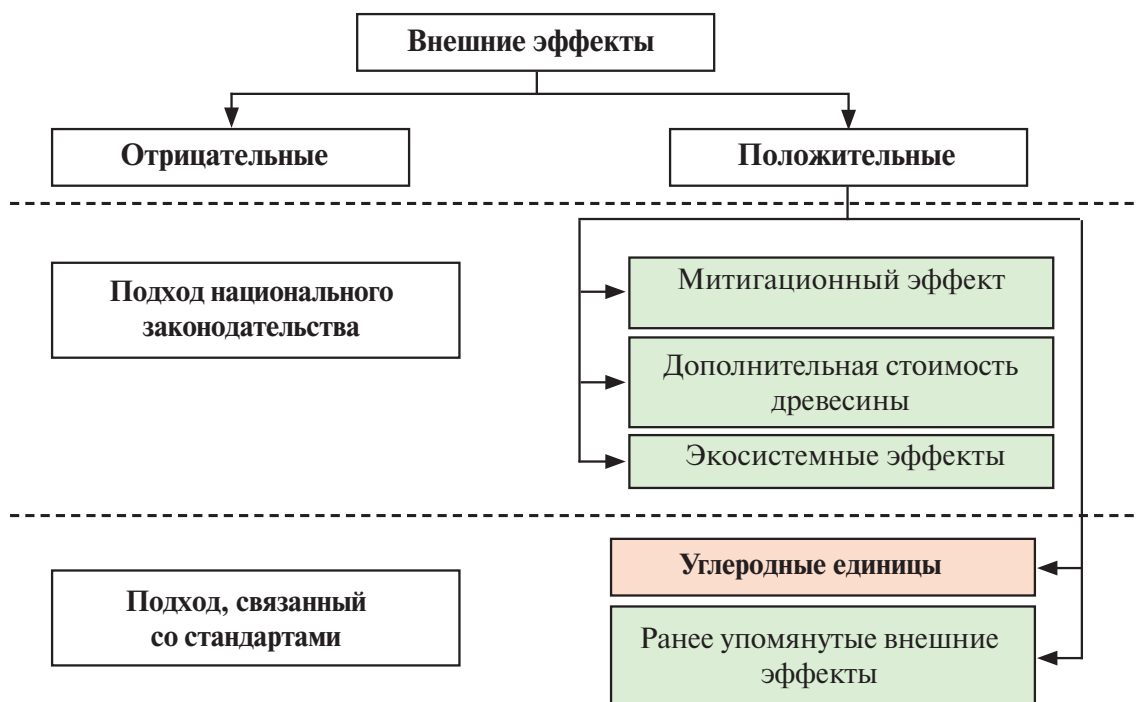 Внешние эффекты
Отрицательные
Положительные
Подход национального
законодательства
Митигационный эффект
Дополнительная стоимость
древесины
Экосистемные эффекты
Подход, связанный
со стандартами
Углеродные единицы
Ранее упомянутые внешние
эффекты